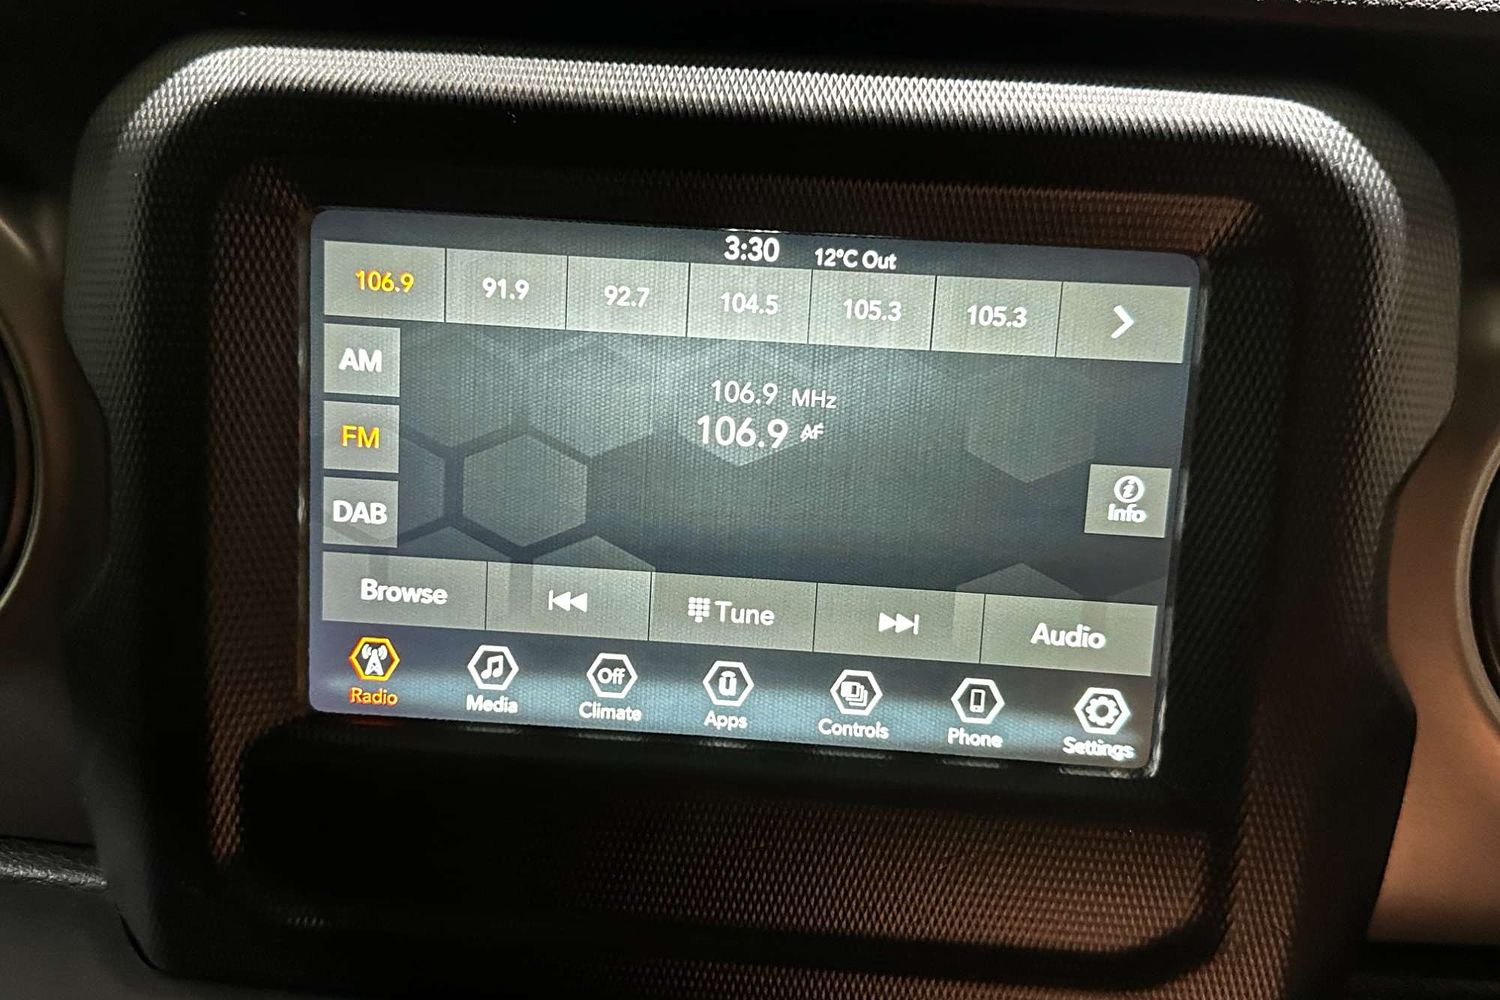 3:30 12°C Out
106.9 91.9 92.7 104.5 105.3 105.3
AM
106.9 MHz
106.9 AF
FM
DAB
Info
Browse Tune Audio
Off
Radio Media Climate Apps Controls Phone Settings